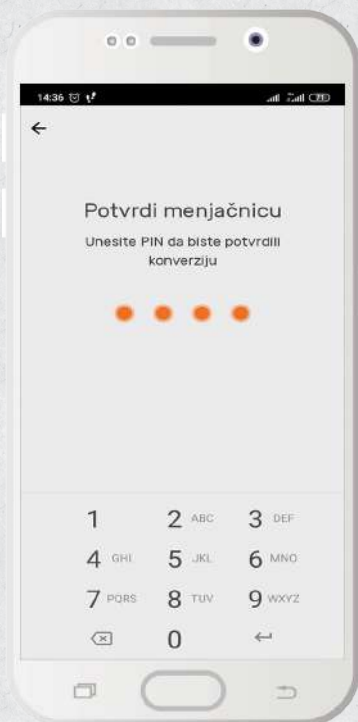 14:36
Potvrdi menjačnicu
Unesite PIN da biste potvrdili
konverziju
1
2 ABC
3 DEF
4 GHI
5 JKL
6 MNO
7 PQRS
8 TUV
9 WXYZ
0